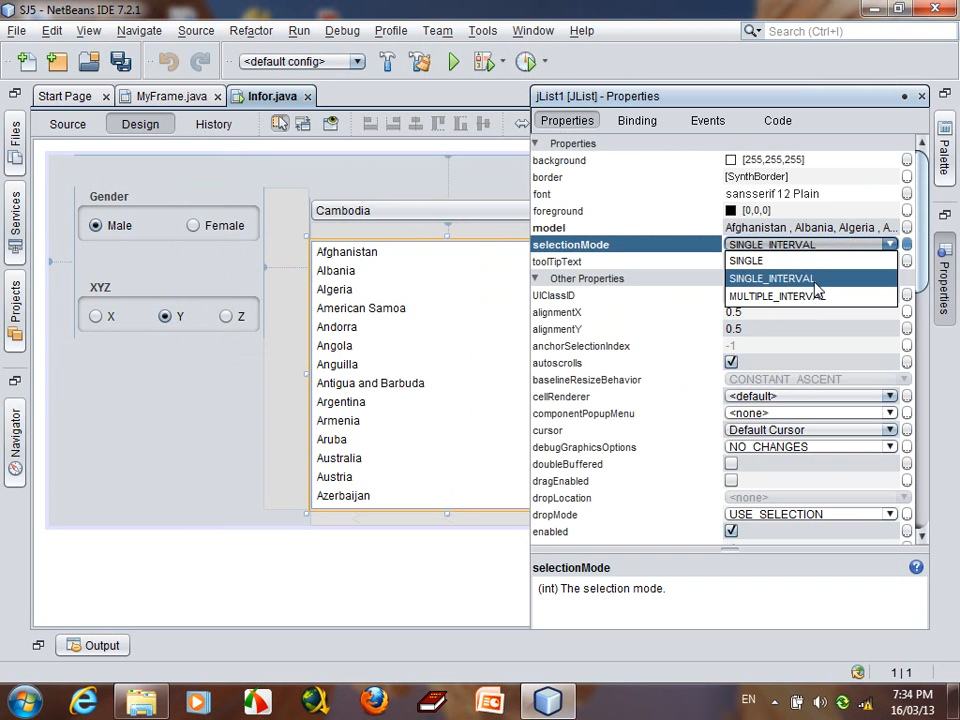 SJ5 - NetBeans IDE 7.2.1
File Edit View Navigate Source Refactor Run Debug Profile Team Tools Window Help
Search (Ctrl+I)
<default config>
Start Page MyFrame.java Infor.java
jList1 [JList] - Properties
Source Design History
Properties Binding Events Code
Files
Services
Projects
Navigator
Palette
Properties
Gender
Male Female
XYZ
X Y Z
Cambodia
Afghanistan
Albania
Algeria
American Samoa
Andorra
Angola
Anguilla
Antigua and Barbuda
Argentina
Armenia
Aruba
Australia
Austria
Azerbaijan
Properties
background [255,255,255]
border [SynthBorder]
font sansserif 12 Plain
foreground [0,0,0]
model Afghanistan , Albania, Algeria , A...
selectionMode SINGLE_INTERVAL
SINGLE
SINGLE_INTERVAL
MULTIPLE_INTERVAL
toolTipText
Other Properties
UIClassID
alignmentX 0.5
alignmentY 0.5
anchorSelectionIndex -1
autoscrolls
baselineResizeBehavior CONSTANT_ASCENT
cellRenderer <default>
componentPopupMenu <none>
cursor Default Cursor
debugGraphicsOptions NO_CHANGES
doubleBuffered
dragEnabled
dropLocation <none>
dropMode USE_SELECTION
enabled
selectionMode
(int) The selection mode.
Output
1 | 1
EN
7:34 PM
16/03/13